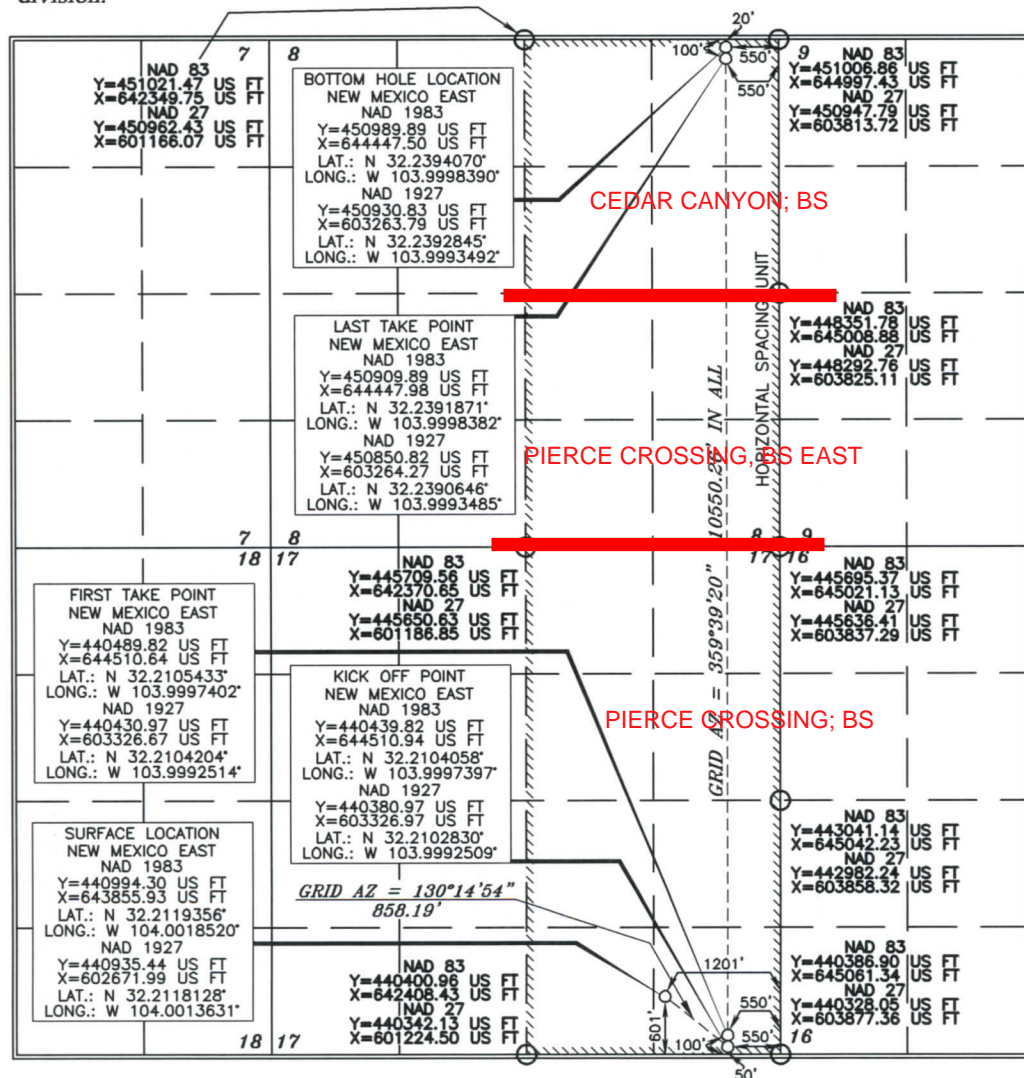 division.
20'
7 8
100'
550'
9
550'
NAD 83
Y=451021.47 US FT
X=642349.75 US FT
NAD 27
Y=450962.43 US FT
X=601166.07 US FT
BOTTOM HOLE LOCATION
NEW MEXICO EAST
NAD 1983
Y=450989.89 US FT
X=644447.50 US FT
LAT.: N 32.2394070°
LONG.: W 103.9998390°
NAD 1927
Y=450930.83 US FT
X=603263.79 US FT
LAT.: N 32.2392845°
LONG.: W 103.9993492°
NAD 83
Y=451006.86 US FT
X=644997.43 US FT
NAD 27
Y=450947.79 US FT
X=603813.72 US FT
CEDAR CANYON; BS
HORIZONTAL SPACING UNIT
NAD 83
Y=448351.78 US FT
X=645008.88 US FT
NAD 27
Y=448292.76 US FT
X=603825.11 US FT
LAST TAKE POINT
NEW MEXICO EAST
NAD 1983
Y=450909.89 US FT
X=644447.98 US FT
LAT.: N 32.2391871°
LONG.: W 103.9998382°
NAD 1927
Y=450850.82 US FT
X=603264.27 US FT
LAT.: N 32.2390646°
LONG.: W 103.9993485°
PIERCE CROSSING, BS EAST
GRID AZ = 359°39'20" IN ALL
7 8
18 17
8 9
17 16
NAD 83
Y=445709.56 US FT
X=642370.65 US FT
NAD 27
Y=445650.63 US FT
X=601186.85 US FT
NAD 83
Y=445695.37 US FT
X=645021.13 US FT
NAD 27
Y=445636.41 US FT
X=603837.29 US FT
FIRST TAKE POINT
NEW MEXICO EAST
NAD 1983
Y=440489.82 US FT
X=644510.64 US FT
LAT.: N 32.2105433°
LONG.: W 103.9997402°
NAD 1927
Y=440430.97 US FT
X=603326.67 US FT
LAT.: N 32.2104204°
LONG.: W 103.9992514°
KICK OFF POINT
NEW MEXICO EAST
NAD 1983
Y=440439.82 US FT
X=644510.94 US FT
LAT.: N 32.2104058°
LONG.: W 103.9997397°
NAD 1927
Y=440380.97 US FT
X=603326.97 US FT
LAT.: N 32.2102830°
LONG.: W 103.9992509°
PIERCE CROSSING; BS
NAD 83
Y=443041.14 US FT
X=645042.23 US FT
NAD 27
Y=442982.24 US FT
X=603858.32 US FT
SURFACE LOCATION
NEW MEXICO EAST
NAD 1983
Y=440994.30 US FT
X=643855.93 US FT
LAT.: N 32.2119356°
LONG.: W 104.0018520°
NAD 1927
Y=440935.44 US FT
X=602671.99 US FT
LAT.: N 32.2118128°
LONG.: W 104.0013631°
GRID AZ = 130°14'54"
858.19'
NAD 83
Y=440400.96 US FT
X=642408.43 US FT
NAD 27
Y=440342.13 US FT
X=601224.50 US FT
1201'
601'
550'
100'
550'
50'
NAD 83
Y=440386.90 US FT
X=645061.34 US FT
NAD 27
Y=440328.05 US FT
X=603877.36 US FT
18 17
16